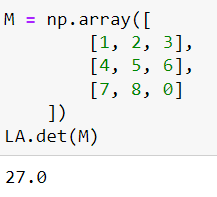 M = np.array([
[1, 2, 3],
[4, 5, 6],
[7, 8, 0]
])
LA.det(M)
27.0